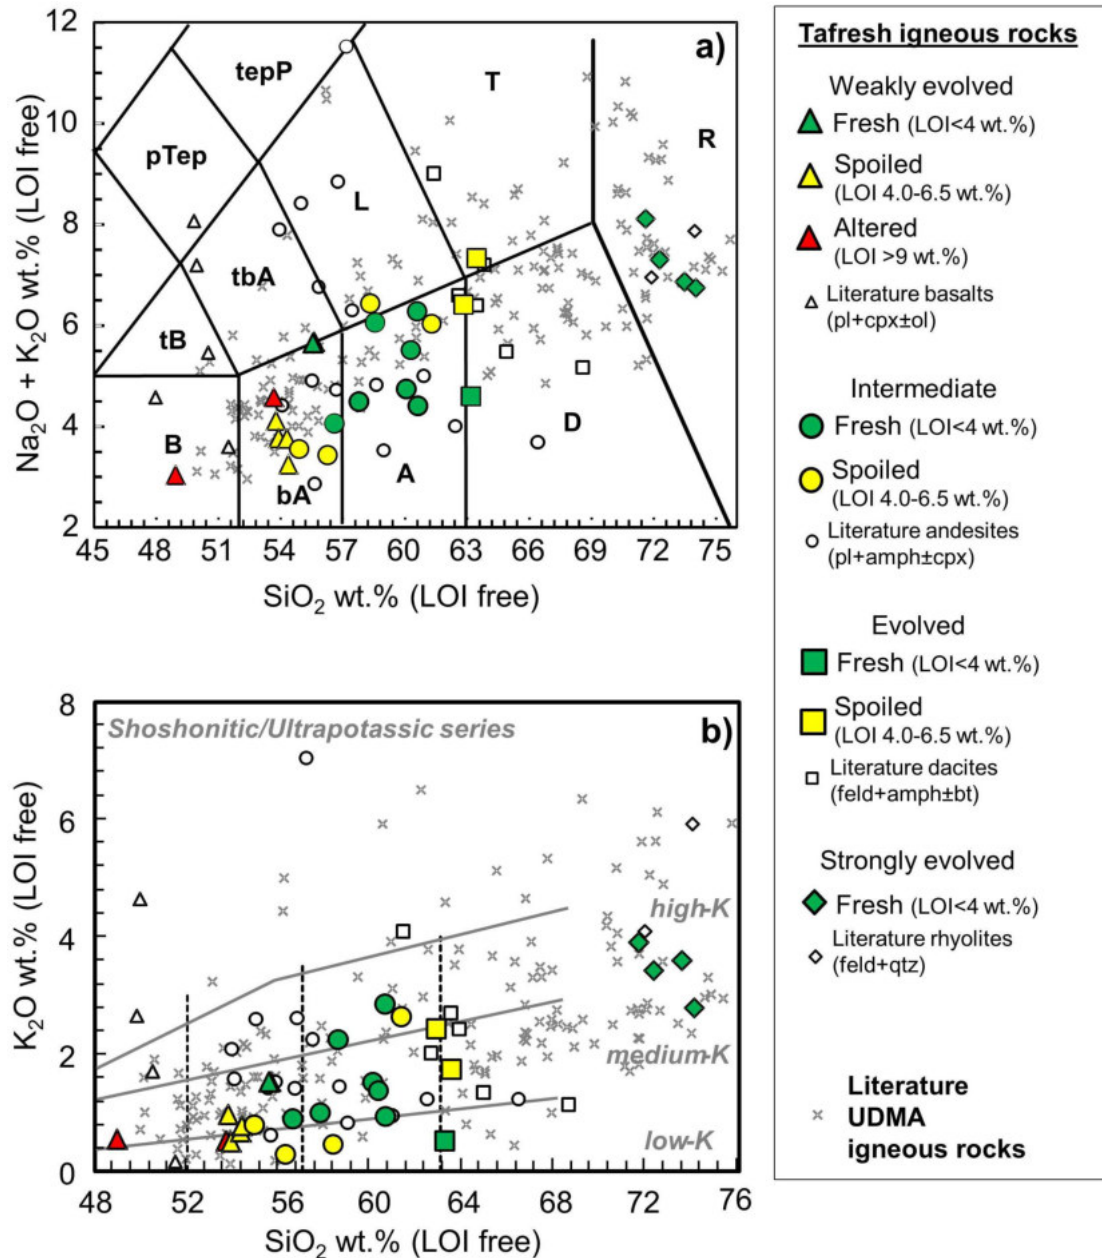 a)
12
10
8
6
4
2
Na₂O + K₂O wt.% (LOI free)
tepP
T
pTep
R
L
tbA
tB
B
bA
A
D
45 49 51 54 57 60 63 66 69 72 75
SiO₂ wt.% (LOI free)
b)
Shoshonitic/Ultrapotassic series
8
6
4
2
0
K₂O wt.% (LOI free)
high-K
medium-K
low-K
48 52 56 60 64 68 72 76
SiO₂ wt.% (LOI free)
Tafresh igneous rocks
Weakly evolved
Fresh (LOI<4 wt.%)
Spoiled
(LOI 4.0-6.5 wt.%)
Altered
(LOI >9 wt.%)
Literature basalts
(pl+cpx±ol)
Intermediate
Fresh (LOI<4 wt.%)
Spoiled
(LOI 4.0-6.5 wt.%)
Literature andesites
(pl+amph±cpx)
Evolved
Fresh (LOI<4 wt.%)
Spoiled
(LOI 4.0-6.5 wt.%)
Literature dacites
(feld+amph±bt)
Strongly evolved
Fresh (LOI<4 wt.%)
Literature rhyolites
(feld+qtz)
Literature
UDMA
igneous rocks